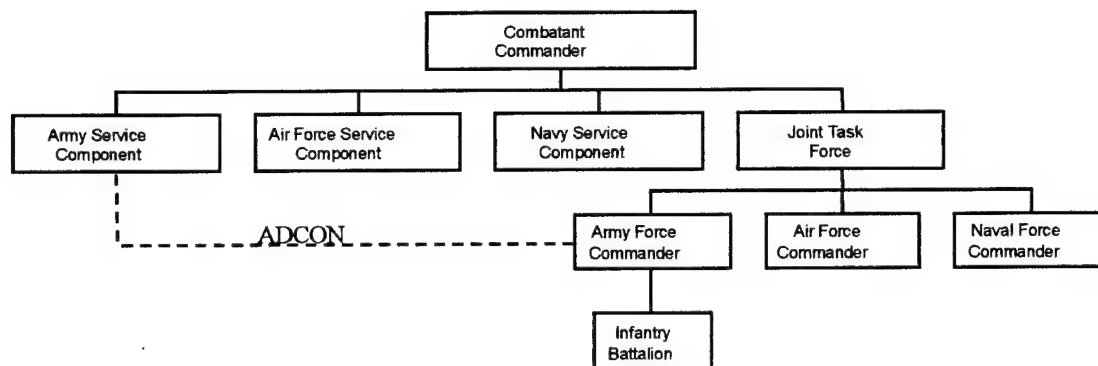 Combatant
Commander
Army Service
Component
Air Force Service
Component
Navy Service
Component
Joint Task
Force
ADCON
Army Force
Commander
Air Force
Commander
Naval Force
Commander
Infantry
Battalion